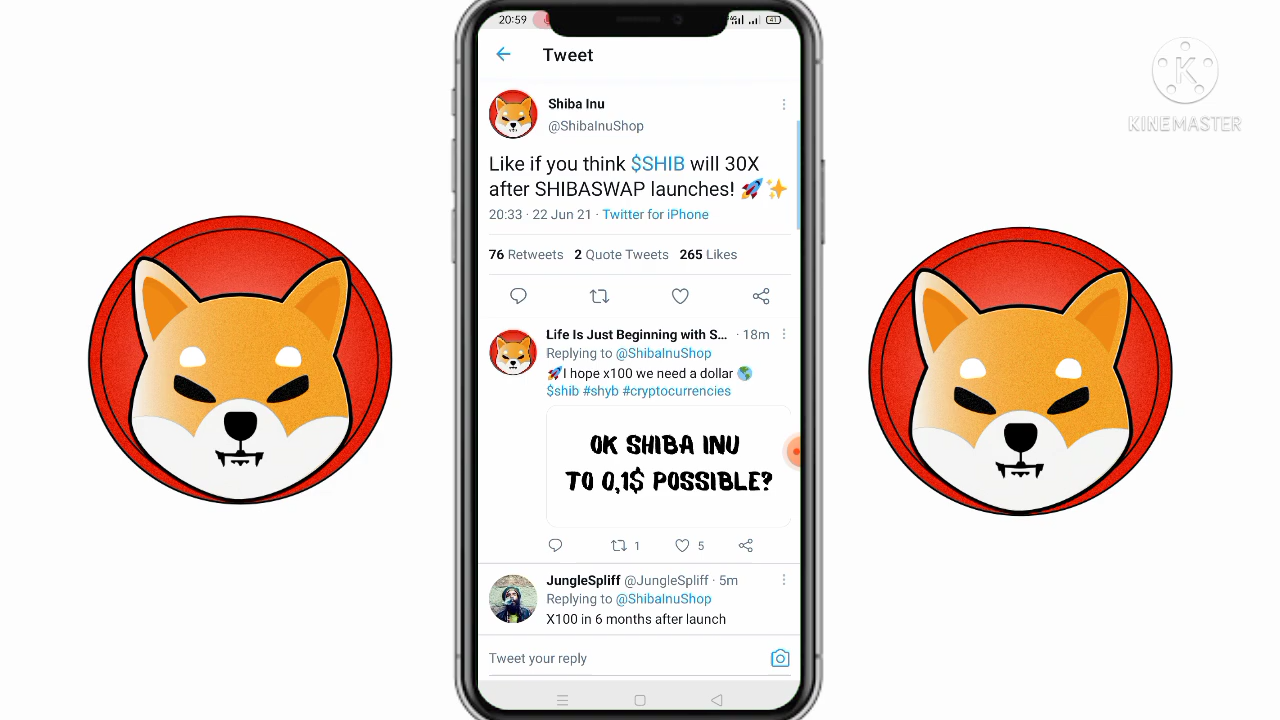 20:59
41
Tweet
KINEMASTER
Shiba Inu
@ShibaInuShop
Like if you think $SHIB will 30X
after SHIBASWAP launches! 🚀✨
20:33 · 22 Jun 21 · Twitter for iPhone
76 Retweets 2 Quote Tweets 265 Likes
Life Is Just Beginning with S... · 18m
Replying to @ShibaInuShop
🚀I hope x100 we need a dollar 🌎
$shib #shyb #cryptocurrencies
OK SHIBA INU
TO 0,1$ POSSIBLE?
1 5
JungleSpliff @JungleSpliff · 5m
Replying to @ShibaInuShop
X100 in 6 months after launch
Tweet your reply